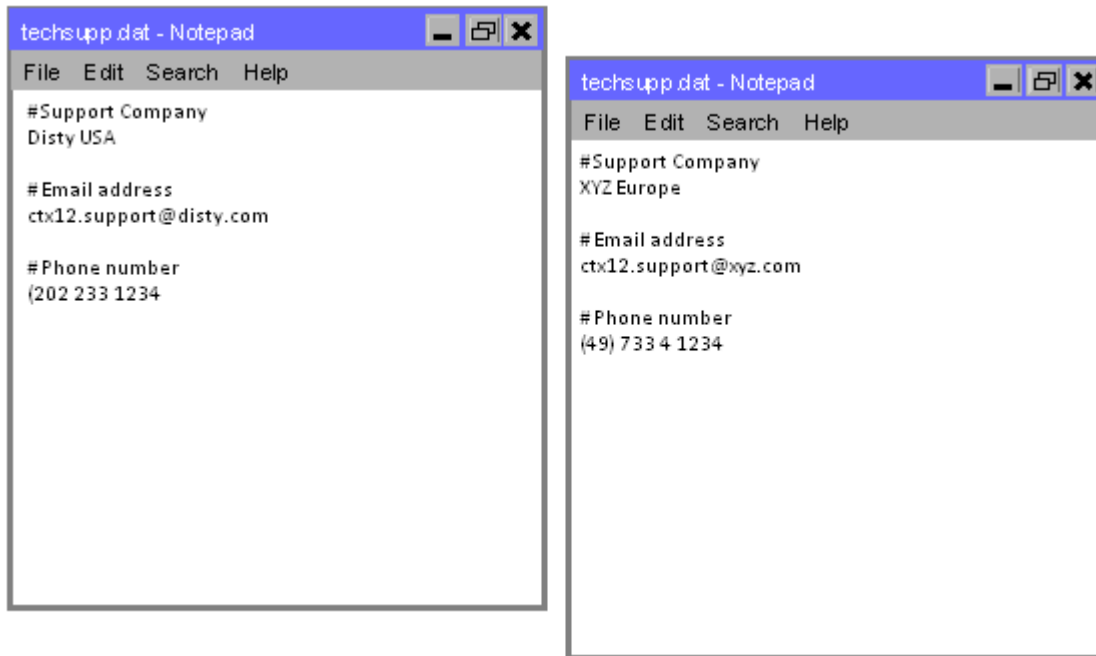 techsupp.dat - Notepad
File Edit Search Help
#Support Company
Disty USA
#Email address
ctx12.support@disty.com
#Phone number
(202 233 1234
techsupp.dat - Notepad
File Edit Search Help
#Support Company
XYZ Europe
#Email address
ctx12.support@xyz.com
#Phone number
(49) 733 4 1234